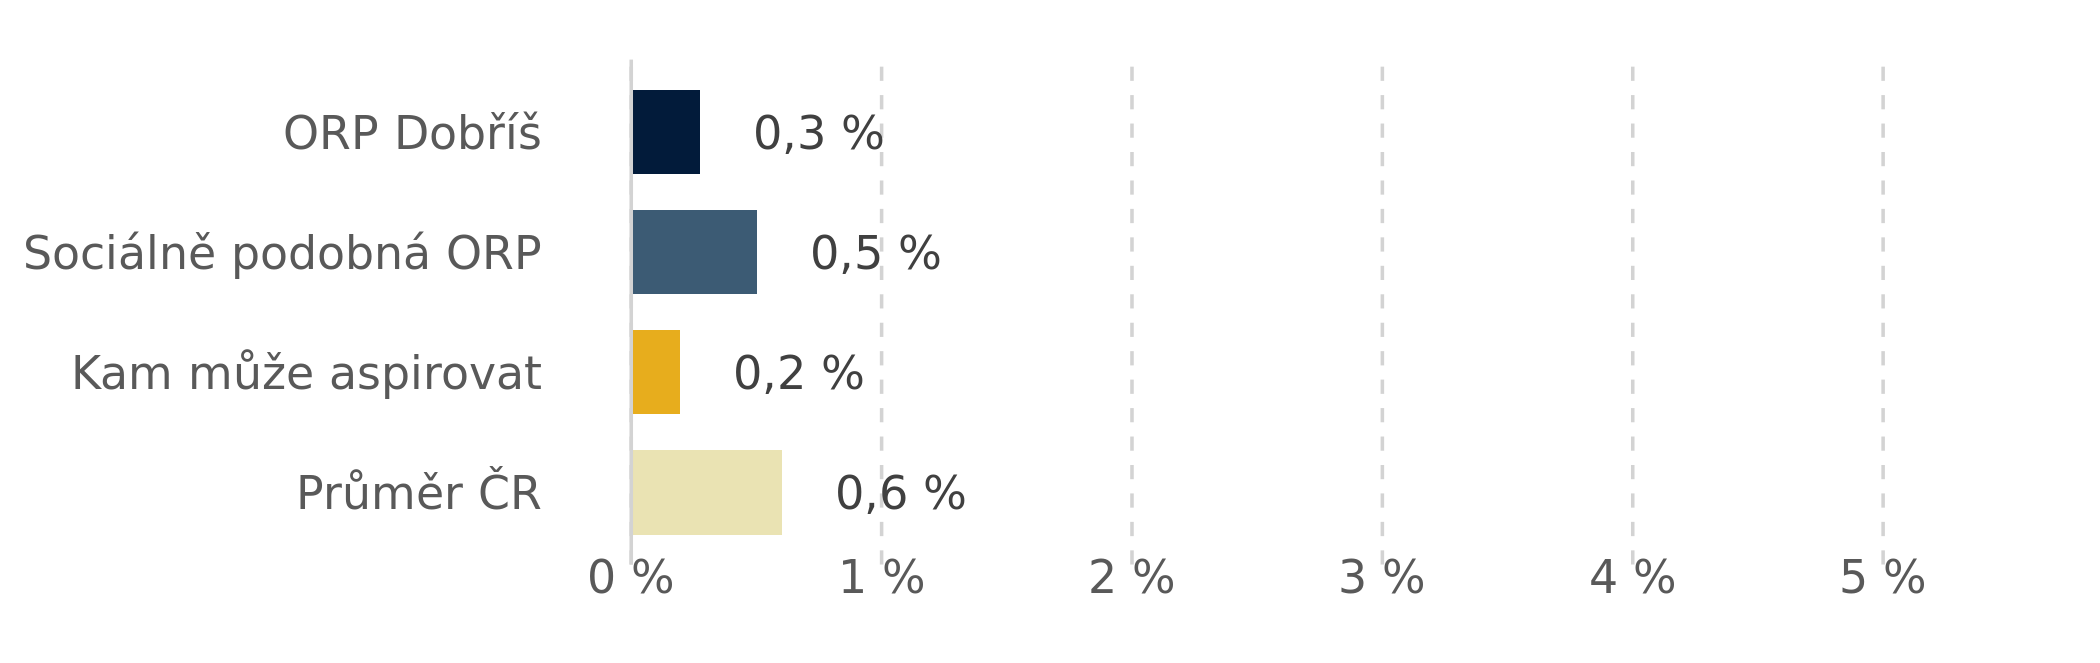 ORP Dobříš 0,3 %
Sociálně podobná ORP 0,5 %
Kam může aspirovat 0,2 %
Průměr ČR 0,6 %
0 % 1 % 2 % 3 % 4 % 5 %